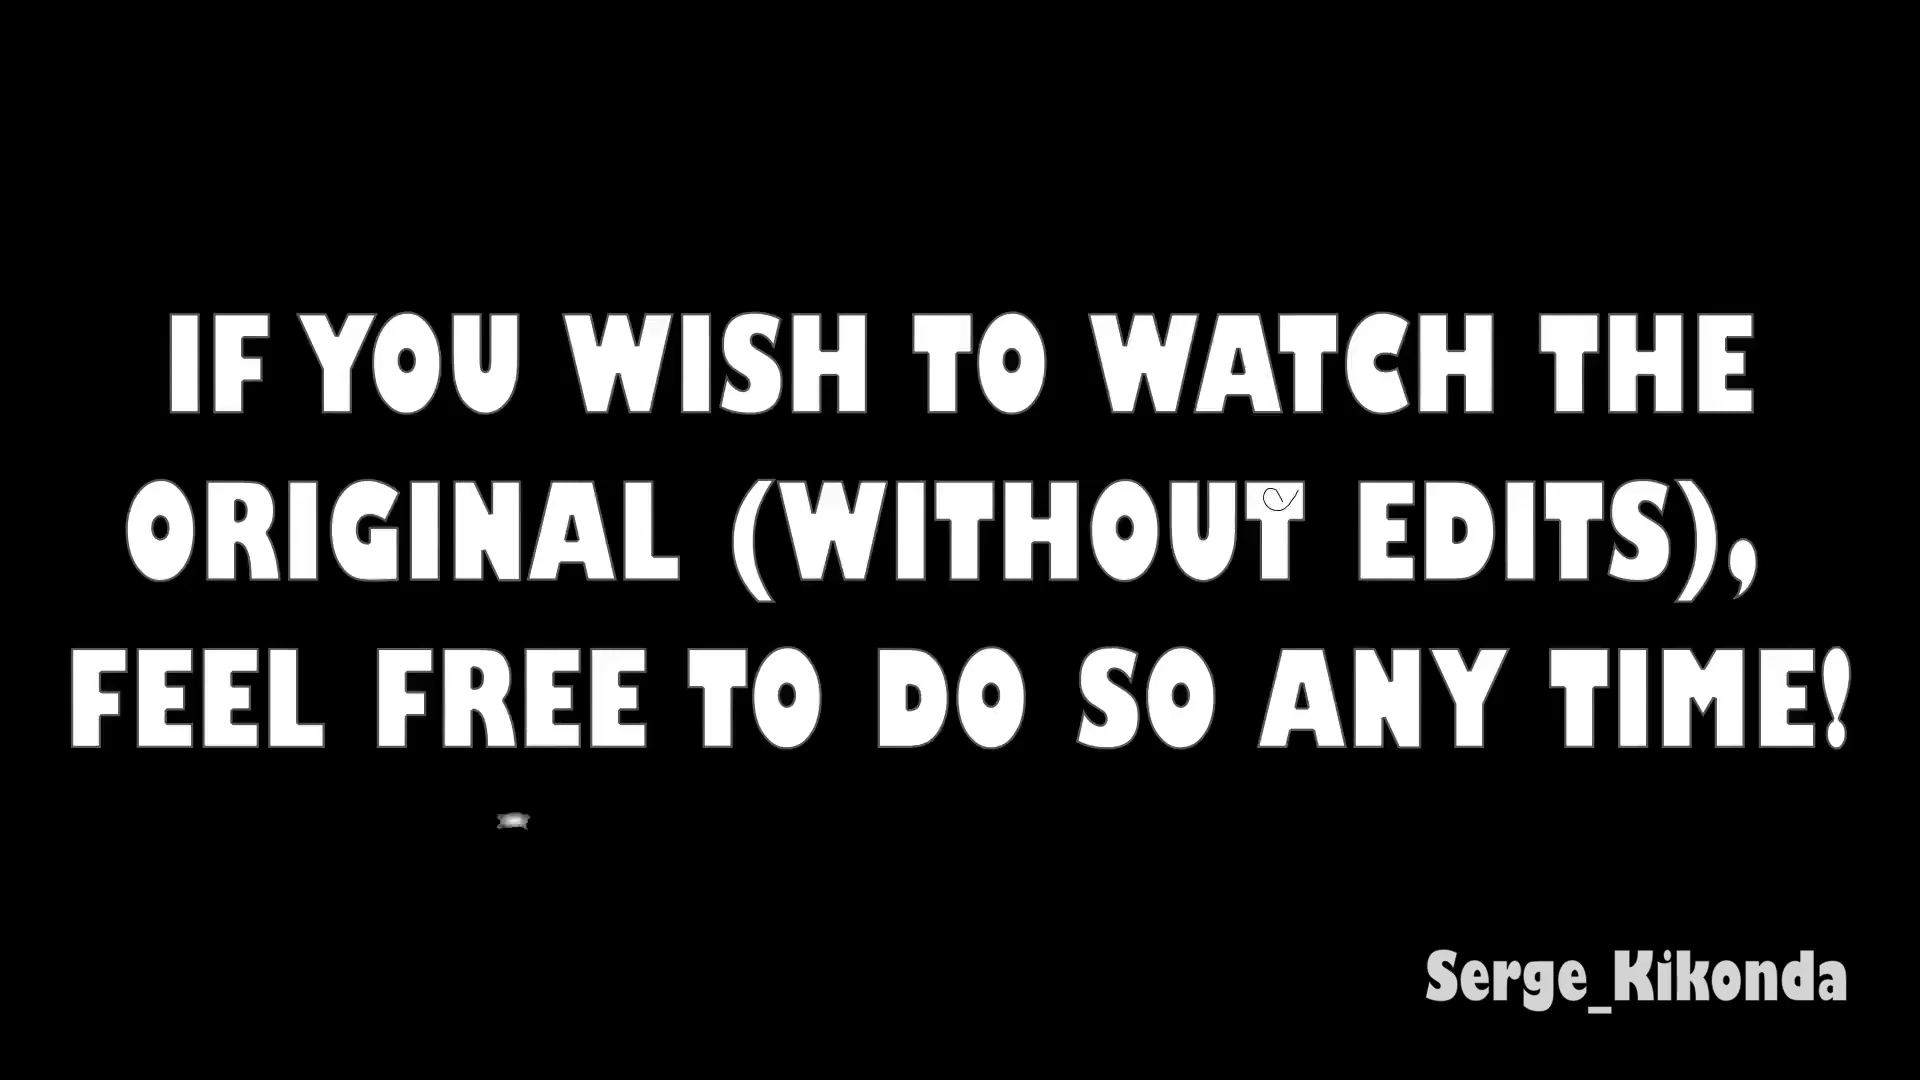 IF YOU WISH TO WATCH THE
ORIGINAL (WITHOUT EDITS),
FEEL FREE TO DO SO ANY TIME!
Serge_Kikonda